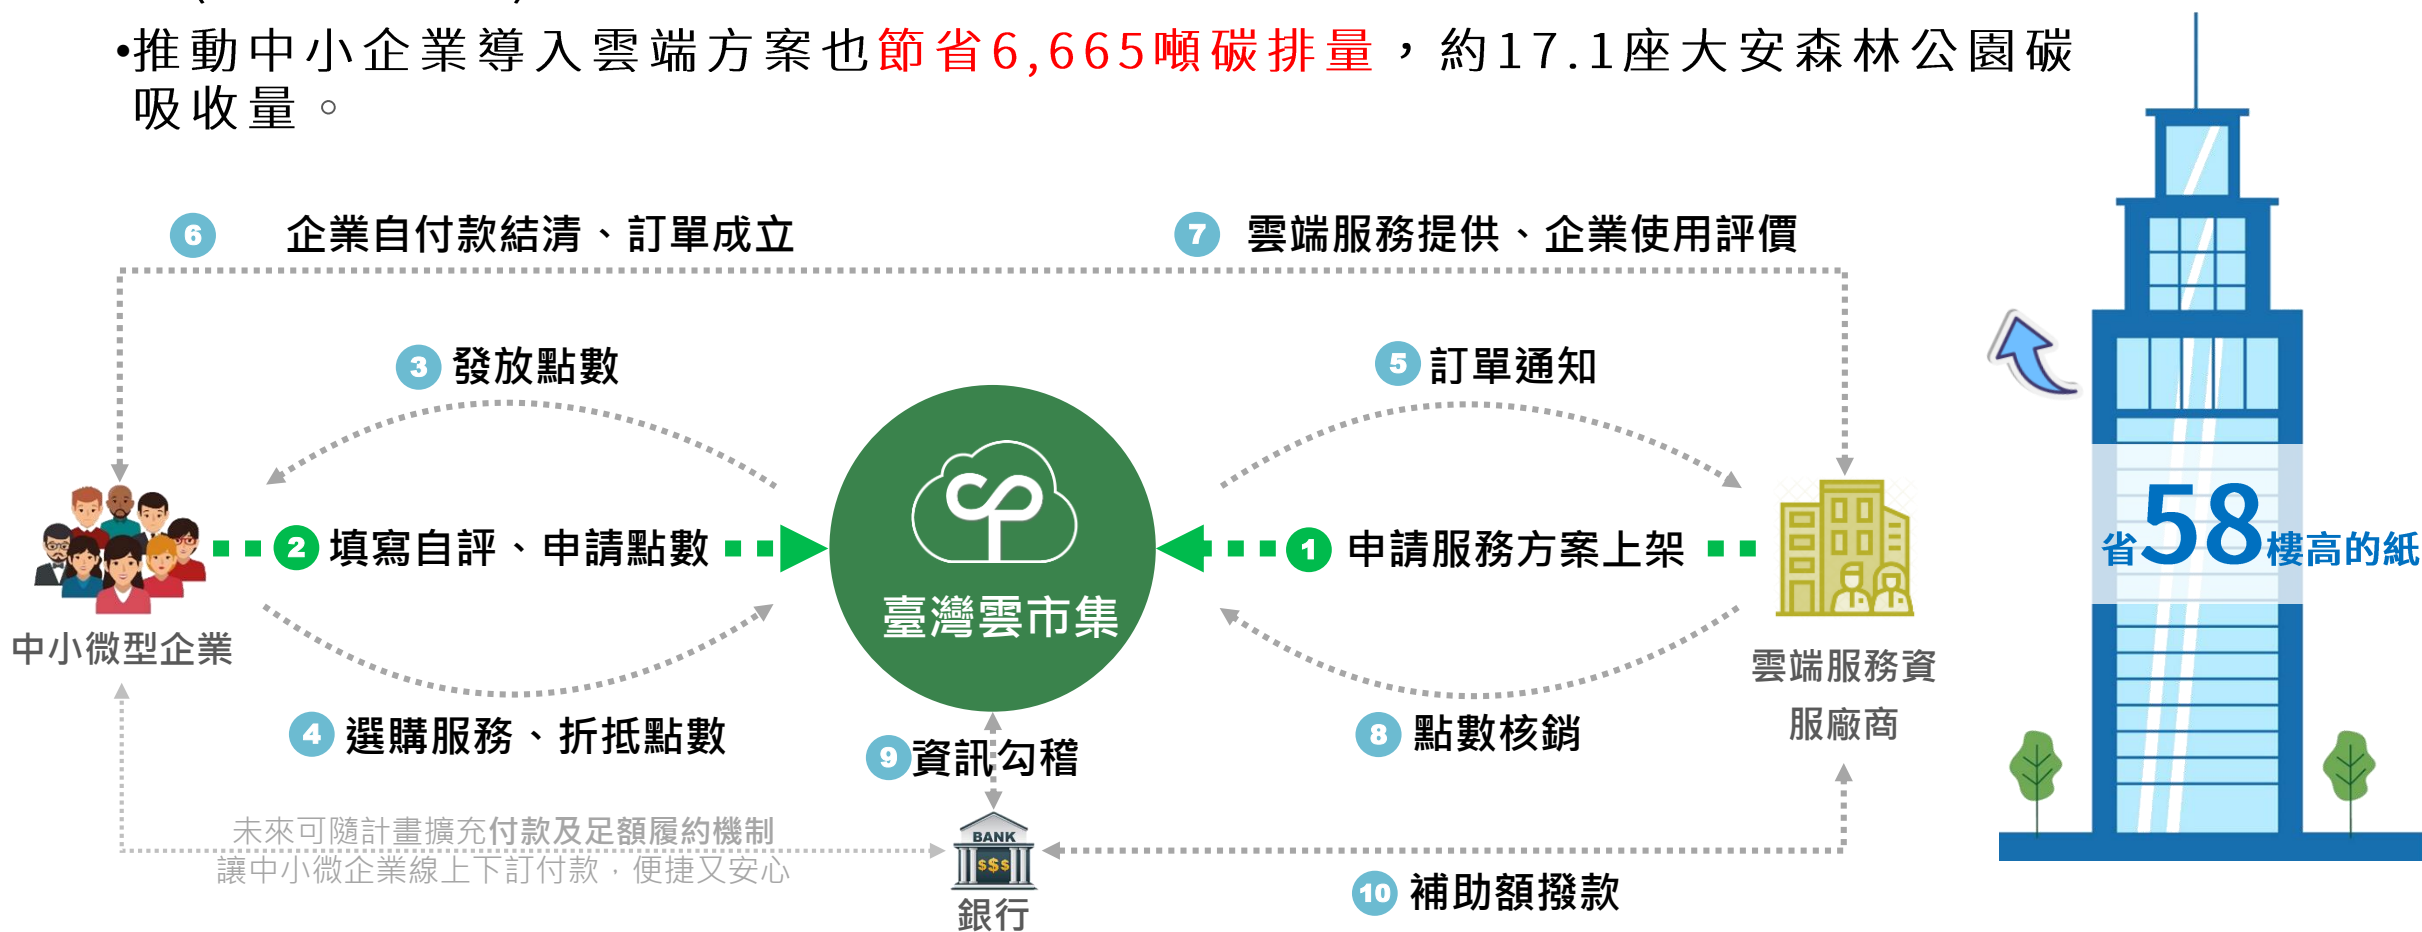 •推動中小企業導入雲端方案也節省6,665噸碳排量，約17.1座大安森林公園碳
吸收量。
6 企業自付款結清、訂單成立
7 雲端服務提供、企業使用評價
3 發放點數
5 訂單通知
2 填寫自評、申請點數
1 申請服務方案上架
臺灣雲市集
中小微型企業
雲端服務資
服廠商
4 選購服務、折抵點數
8 點數核銷
9 資訊勾稽
未來可隨計畫擴充付款及足額履約機制
讓中小微企業線上下訂付款，便捷又安心
BANK
$$$
銀行
10 補助額撥款
省58樓高的紙